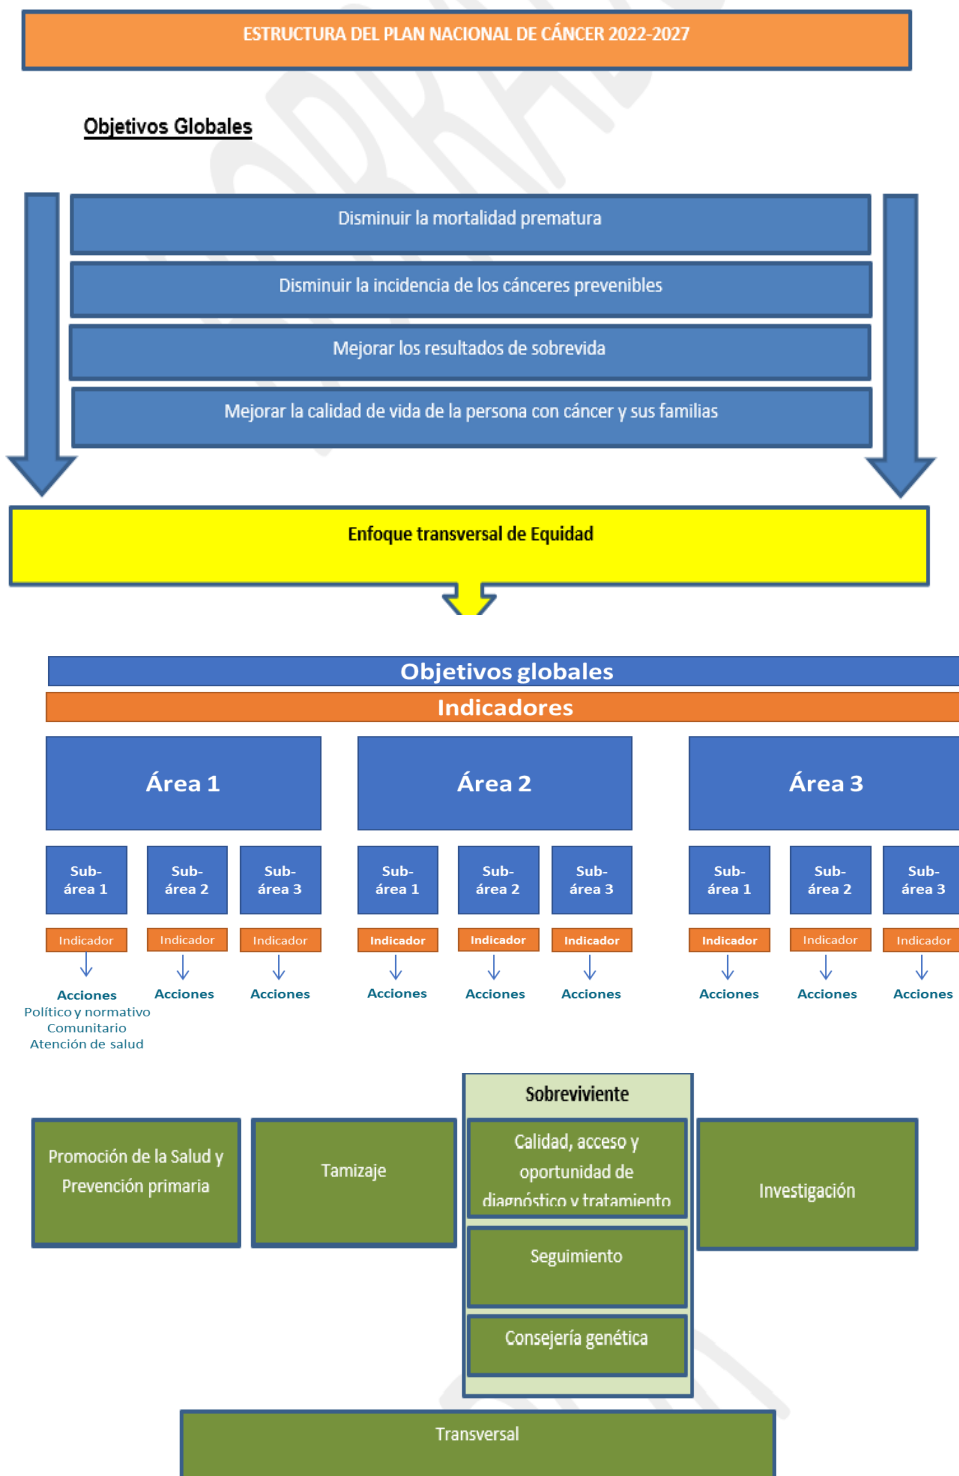 ESTRUCTURA DEL PLAN NACIONAL DE CÁNCER 2022-2027
Objetivos Globales
Disminuir la mortalidad prematura
Disminuir la incidencia de los cánceres prevenibles
Mejorar los resultados de sobrevida
Mejorar la calidad de vida de la persona con cáncer y sus familias
Enfoque transversal de Equidad
Objetivos globales
Indicadores
Área 1 Área 2 Área 3
Sub-área 1 Sub-área 2 Sub-área 3 Sub-área 1 Sub-área 2 Sub-área 3 Sub-área 1 Sub-área 2 Sub-área 3
Indicador Indicador Indicador Indicador Indicador Indicador Indicador Indicador Indicador
Acciones Acciones Acciones Acciones Acciones Acciones Acciones Acciones Acciones
Político y normativo
Comunitario
Atención de salud
Promoción de la Salud y
Prevención primaria
Tamizaje
Sobreviviente
Calidad, acceso y
oportunidad de
diagnóstico y tratamiento
Seguimiento
Consejería genética
Investigación
Transversal